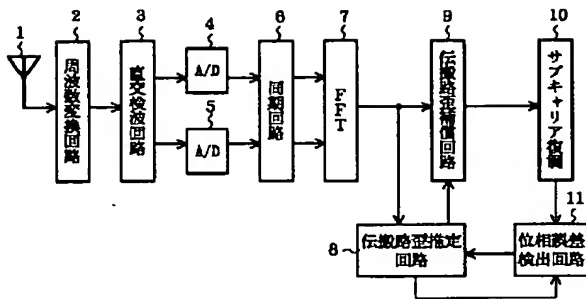 1
2
3
4
5
6
7
8
9
10
11
周波数変換回路
直交検波回路
A/D
A/D
同期回路
FFT
伝搬路歪補償回路
サブキャリア復調
伝搬路歪推定
回路
位相誤差
検出回路